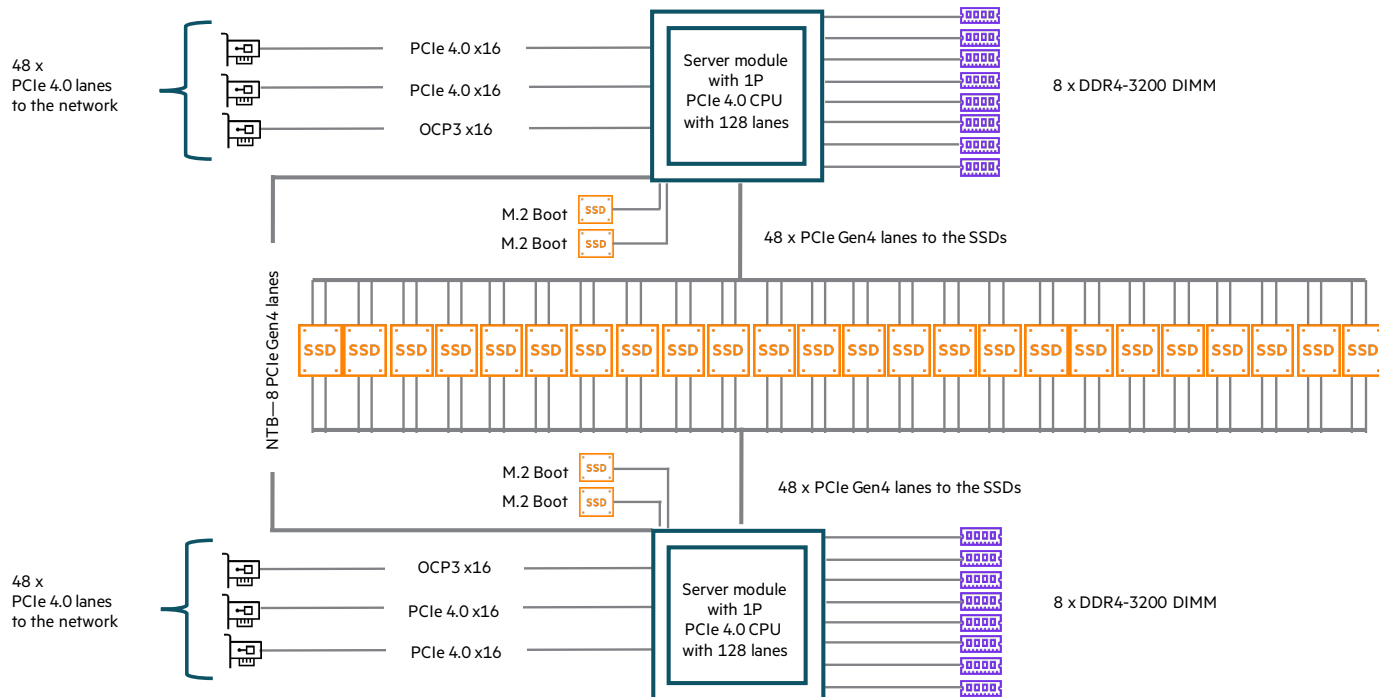 PCIe 4.0 x16
48 x
PCIe 4.0 lanes
to the network
PCIe 4.0 x16
OCP3 x16
Server module
with 1P
PCIe 4.0 CPU
with 128 lanes
8 x DDR4-3200 DIMM
M.2 Boot
SSD
M.2 Boot
SSD
48 x PCIe Gen4 lanes to the SSDs
NTB—8 PCIe Gen4 lanes
SSD SSD SSD SSD SSD SSD SSD SSD SSD SSD SSD SSD SSD SSD SSD SSD SSD SSD SSD SSD SSD SSD SSD SSD
M.2 Boot
SSD
M.2 Boot
SSD
48 x PCIe Gen4 lanes to the SSDs
OCP3 x16
48 x
PCIe 4.0 lanes
to the network
PCIe 4.0 x16
PCIe 4.0 x16
Server module
with 1P
PCIe 4.0 CPU
with 128 lanes
8 x DDR4-3200 DIMM